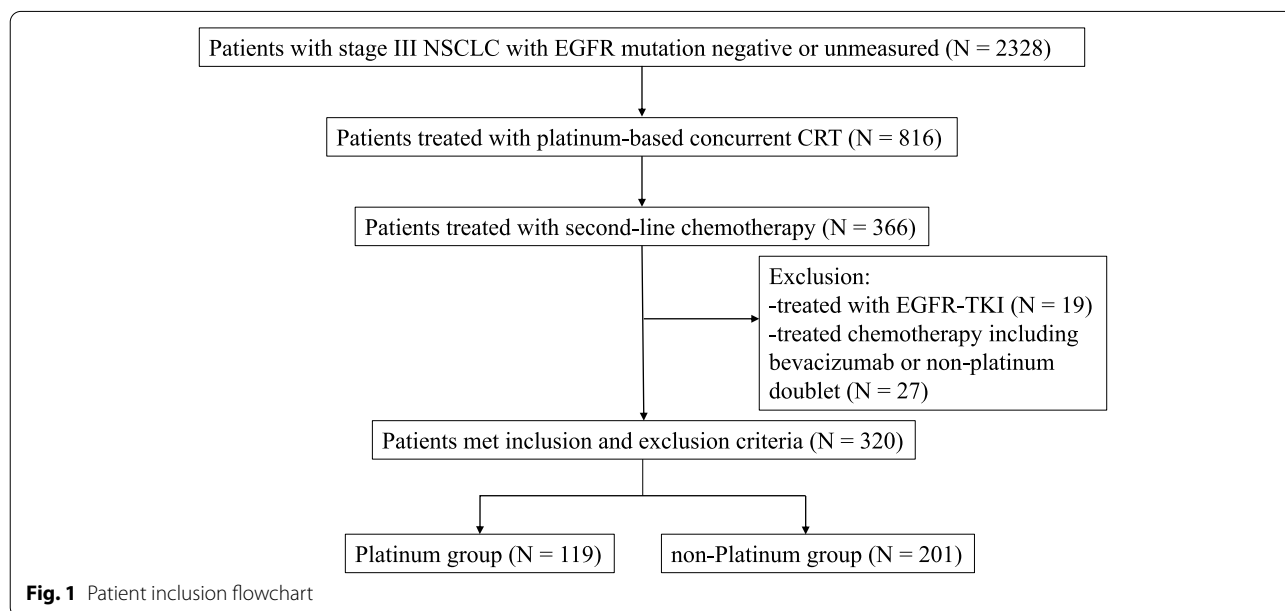 Patients with stage III NSCLC with EGFR mutation negative or unmeasured (N = 2328)
Patients treated with platinum-based concurrent CRT (N = 816)
Patients treated with second-line chemotherapy (N = 366)
Exclusion:
-treated with EGFR-TKI (N = 19)
-treated chemotherapy including
bevacizumab or non-platinum
doublet (N = 27)
Patients met inclusion and exclusion criteria (N = 320)
Platinum group (N = 119)
non-Platinum group (N = 201)
Fig. 1 Patient inclusion flowchart